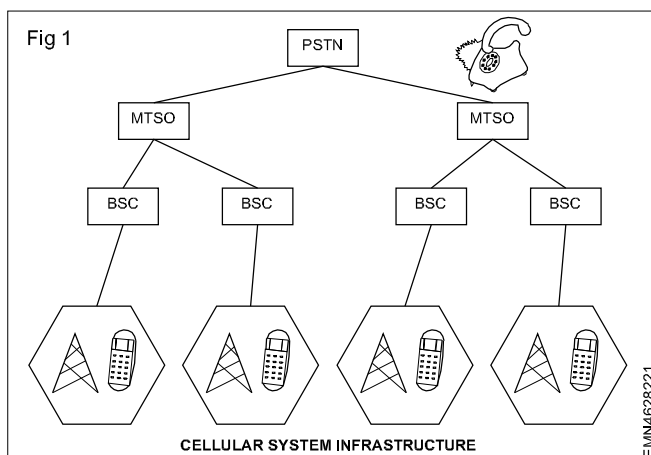 Fig 1
PSTN
MTSO
MTSO
BSC
BSC
BSC
BSC
CELLULAR SYSTEM INFRASTRUCTURE
EMN4628221